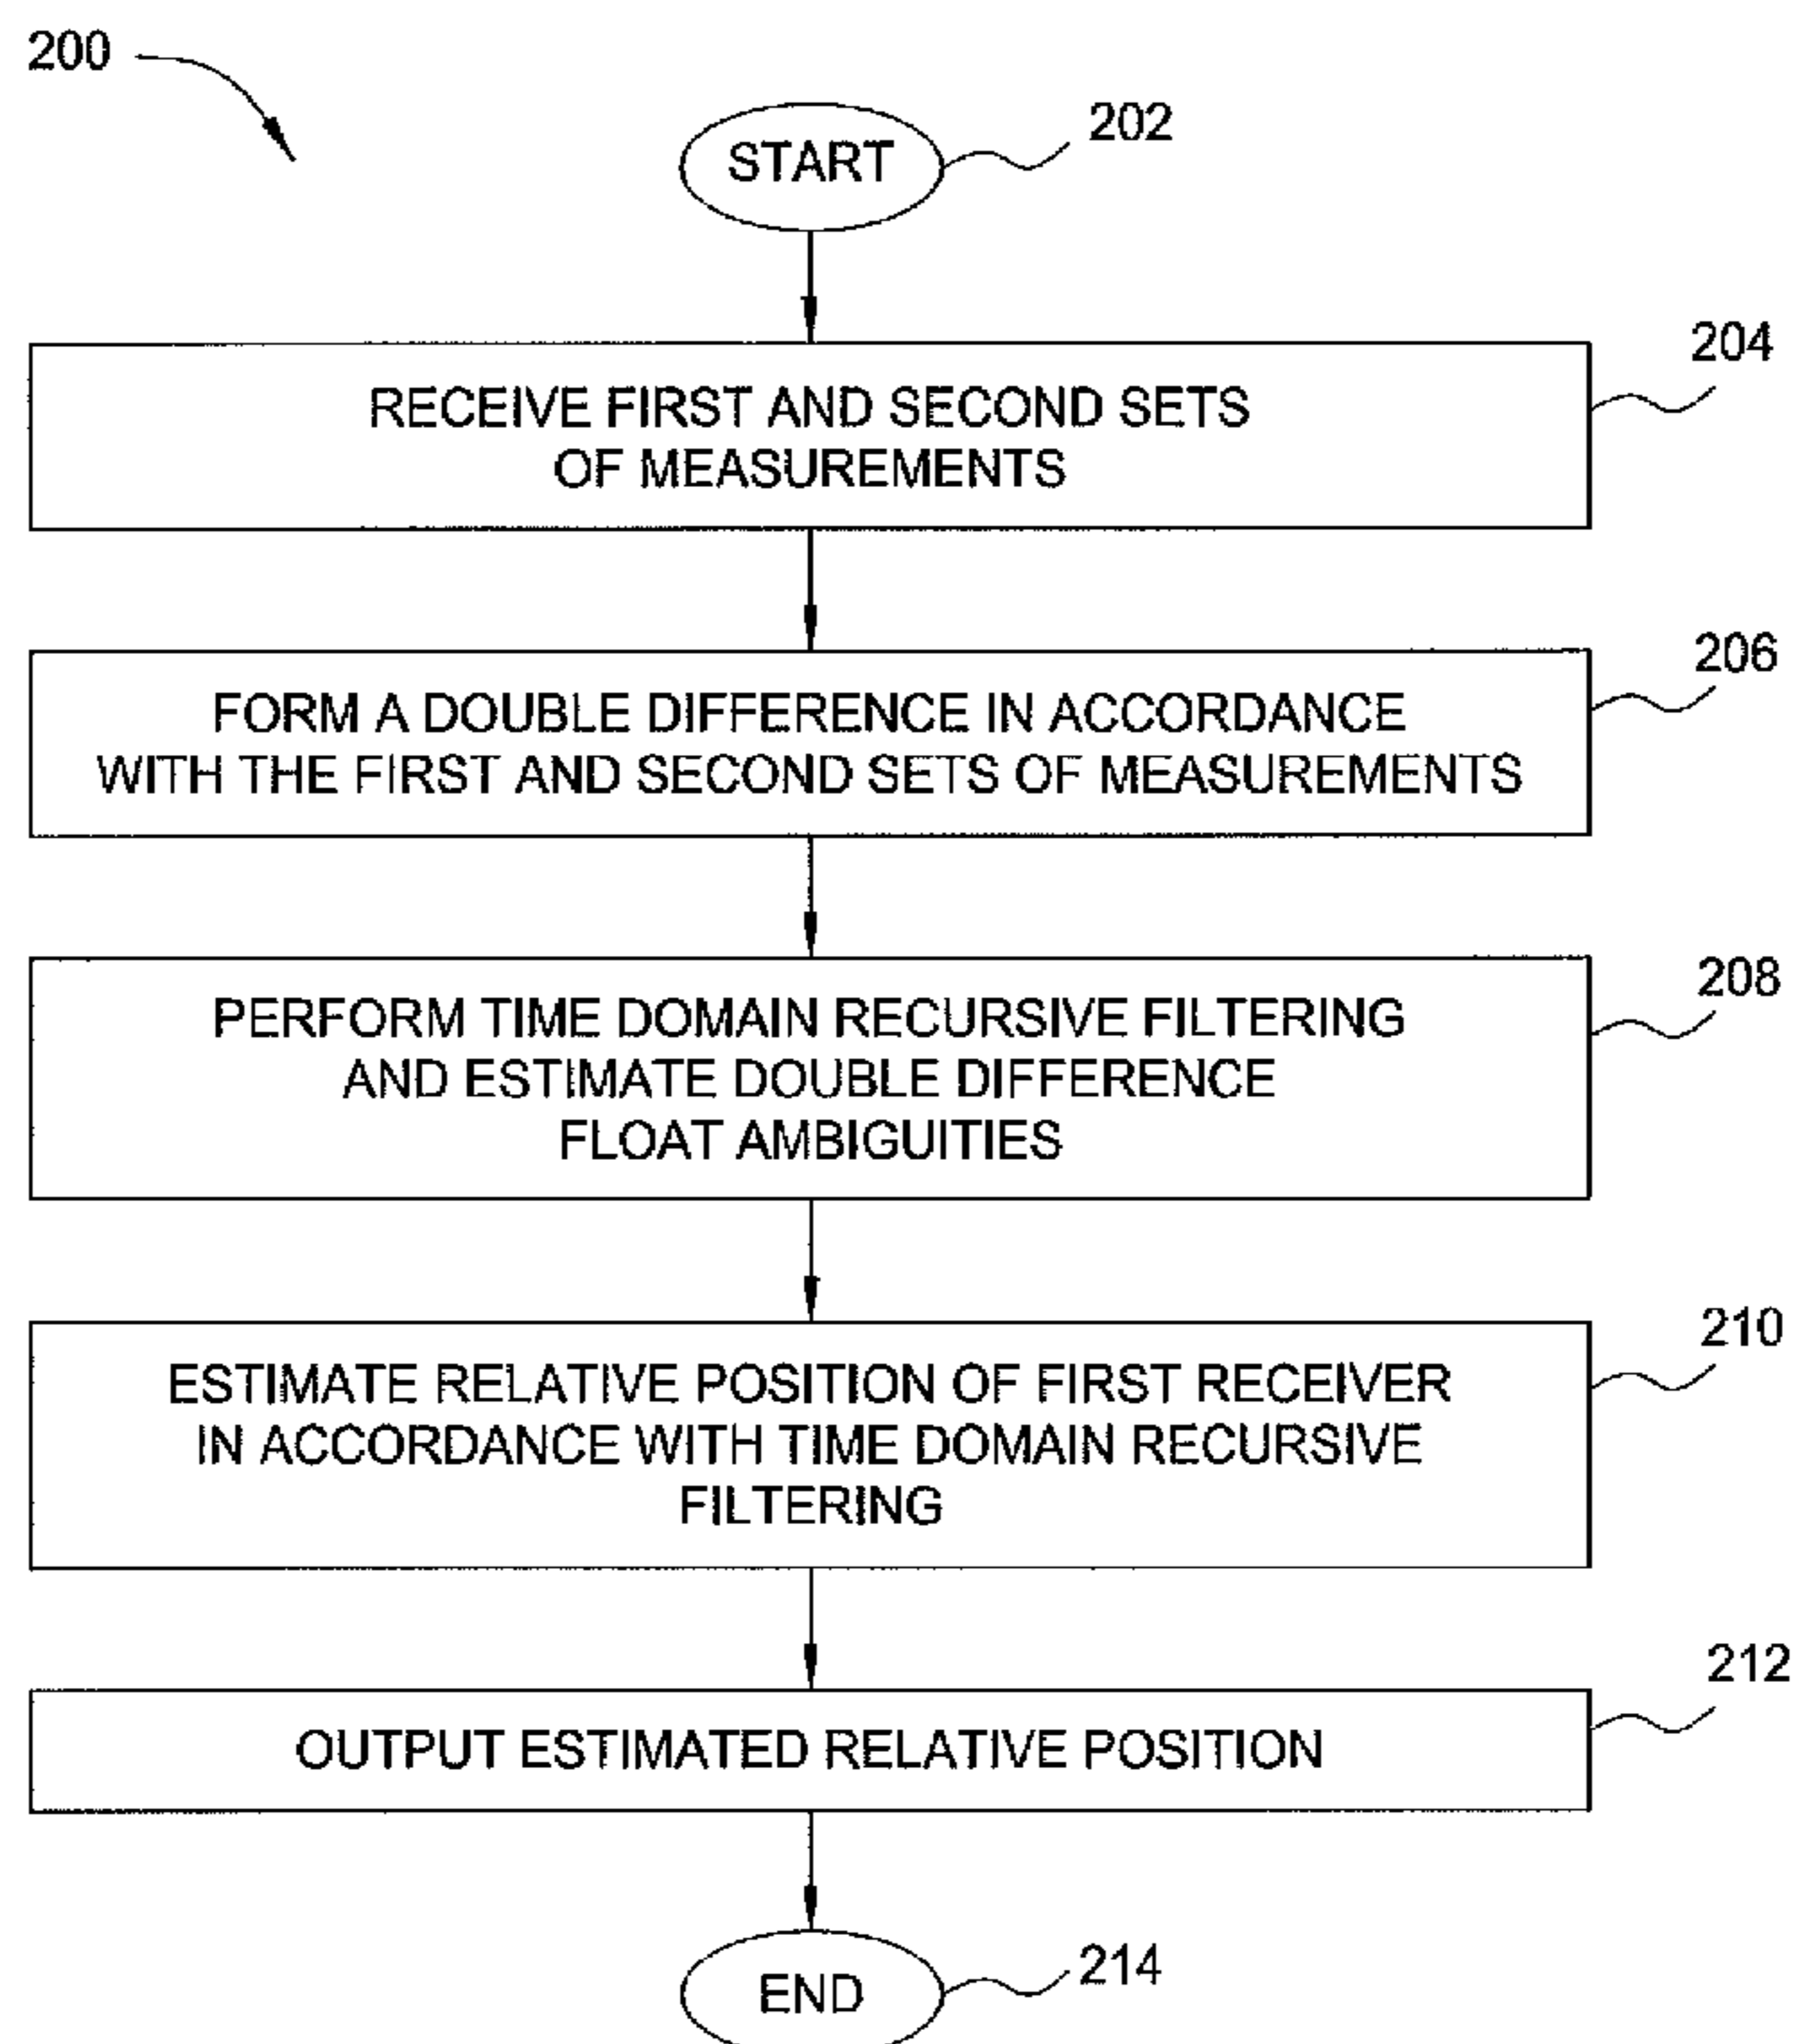 200
START
202
204
RECEIVE FIRST AND SECOND SETS
OF MEASUREMENTS
206
FORM A DOUBLE DIFFERENCE IN ACCORDANCE
WITH THE FIRST AND SECOND SETS OF MEASUREMENTS
208
PERFORM TIME DOMAIN RECURSIVE FILTERING
AND ESTIMATE DOUBLE DIFFERENCE
FLOAT AMBIGUITIES
210
ESTIMATE RELATIVE POSITION OF FIRST RECEIVER
IN ACCORDANCE WITH TIME DOMAIN RECURSIVE
FILTERING
212
OUTPUT ESTIMATED RELATIVE POSITION
214
END